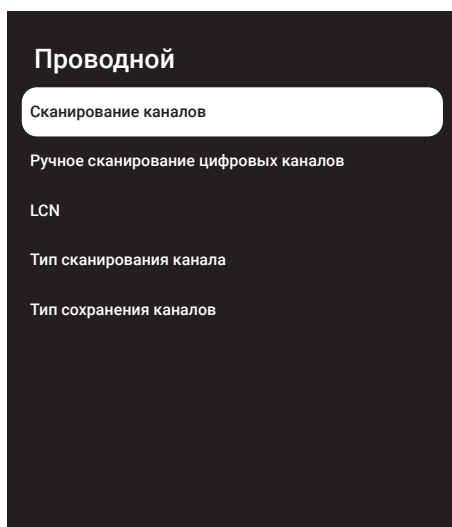 Проводной
Сканирование каналов
Ручное сканирование цифровых каналов
LCN
Тип сканирования канала
Тип сохранения каналов